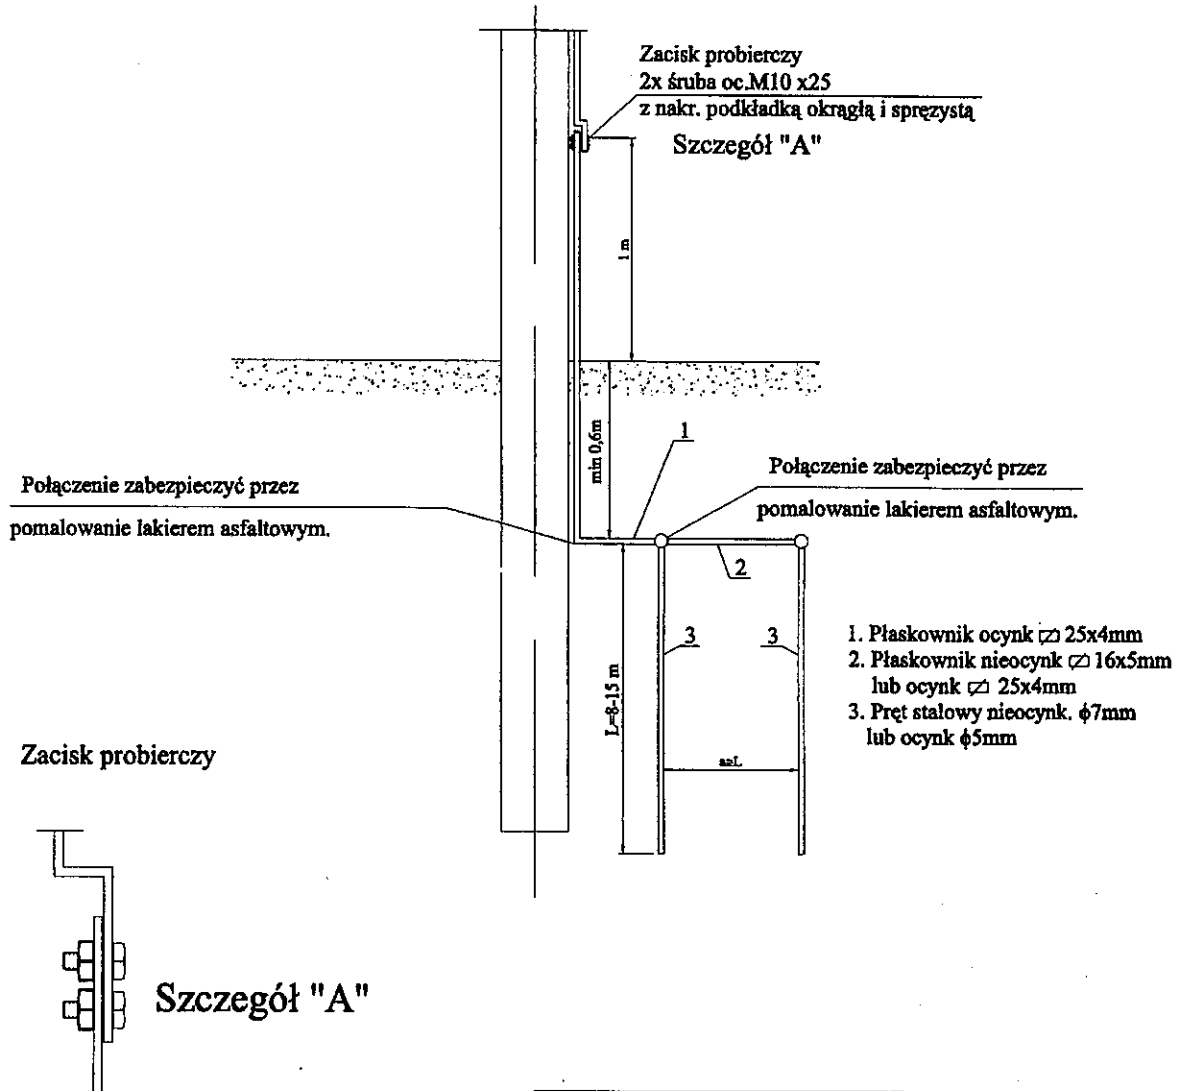 Zacisk probierczy
2x śruba oc.M10 x25
z nakr. podkładką okrągłą i spręzystą
Szczegół "A"
1 m
min 0,6m
1
Połączenie zabezpieczyć przez
pomalowanie lakierem asfaltowym.
Połączenie zabezpieczyć przez
pomalowanie lakierem asfaltowym.
2
3
3
L=8-15 m
a≥L
1. Płaskownik ocynk ▱ 25x4mm
2. Płaskownik nieocynk ▱ 16x5mm
lub ocynk ▱ 25x4mm
3. Pręt stalowy nieocynk. ϕ7mm
lub ocynk ϕ5mm
Zacisk probierczy
Szczegół "A"